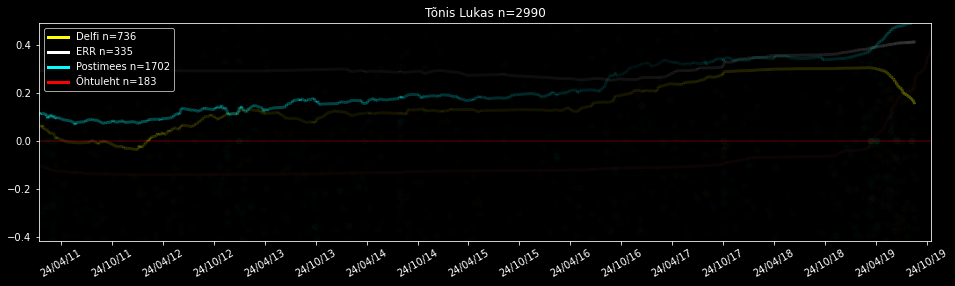 Tõnis Lukas n=2990
Delfi n=736
ERR n=335
Postimees n=1702
Õhtuleht n=183
0.4
0.2
0.0
−0.2
−0.4
24/04/11 24/10/11 24/04/12 24/10/12 24/04/13 24/10/13 24/04/14 24/10/14 24/04/15 24/10/15 24/04/16 24/10/16 24/04/17 24/10/17 24/04/18 24/10/18 24/04/19 24/10/19